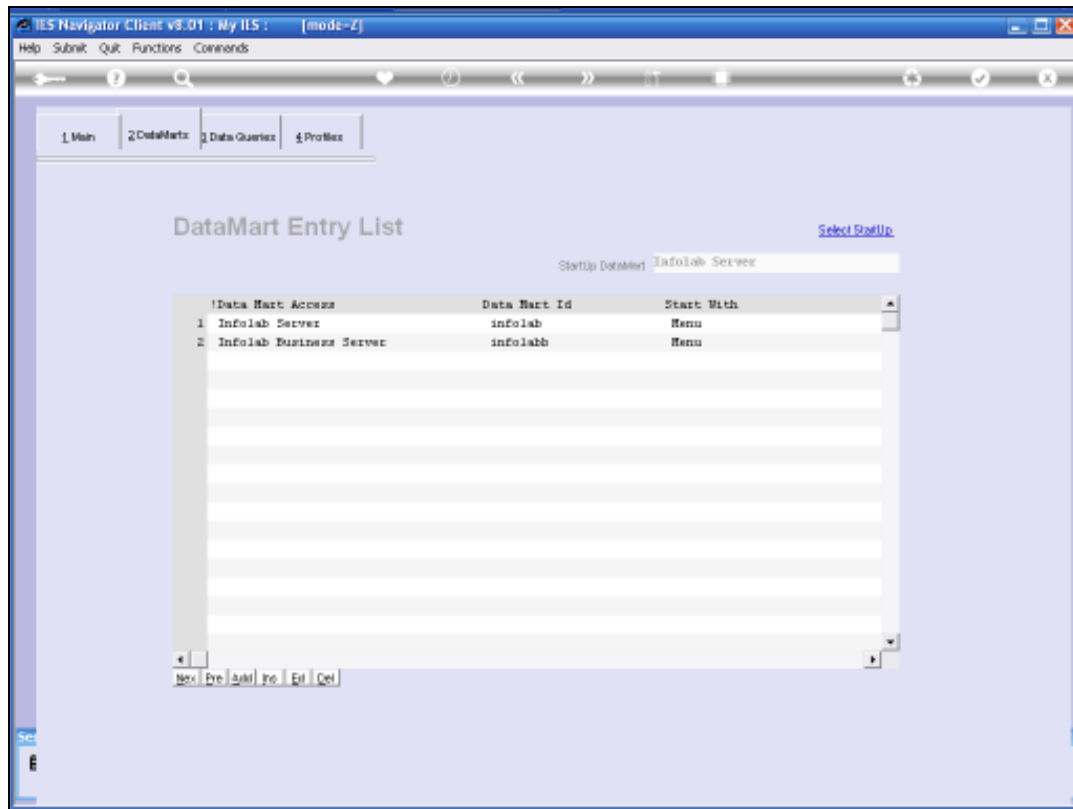 IES Navigator Client v8.01 : My IES : [mode=Z]
Help Submit Quit Functions Commands
1 Main 2 DataMarts 3 Data Queries 4 Profiles
DataMart Entry List
Select StartUp
StartUp DataMart Infolab Server
!Data Mart Access Data Mart Id Start With
1 Infolab Server infolab Menu
2 Infolab Business Server infolabb Menu
Nex Pre Add Ins Ed Del
Ses